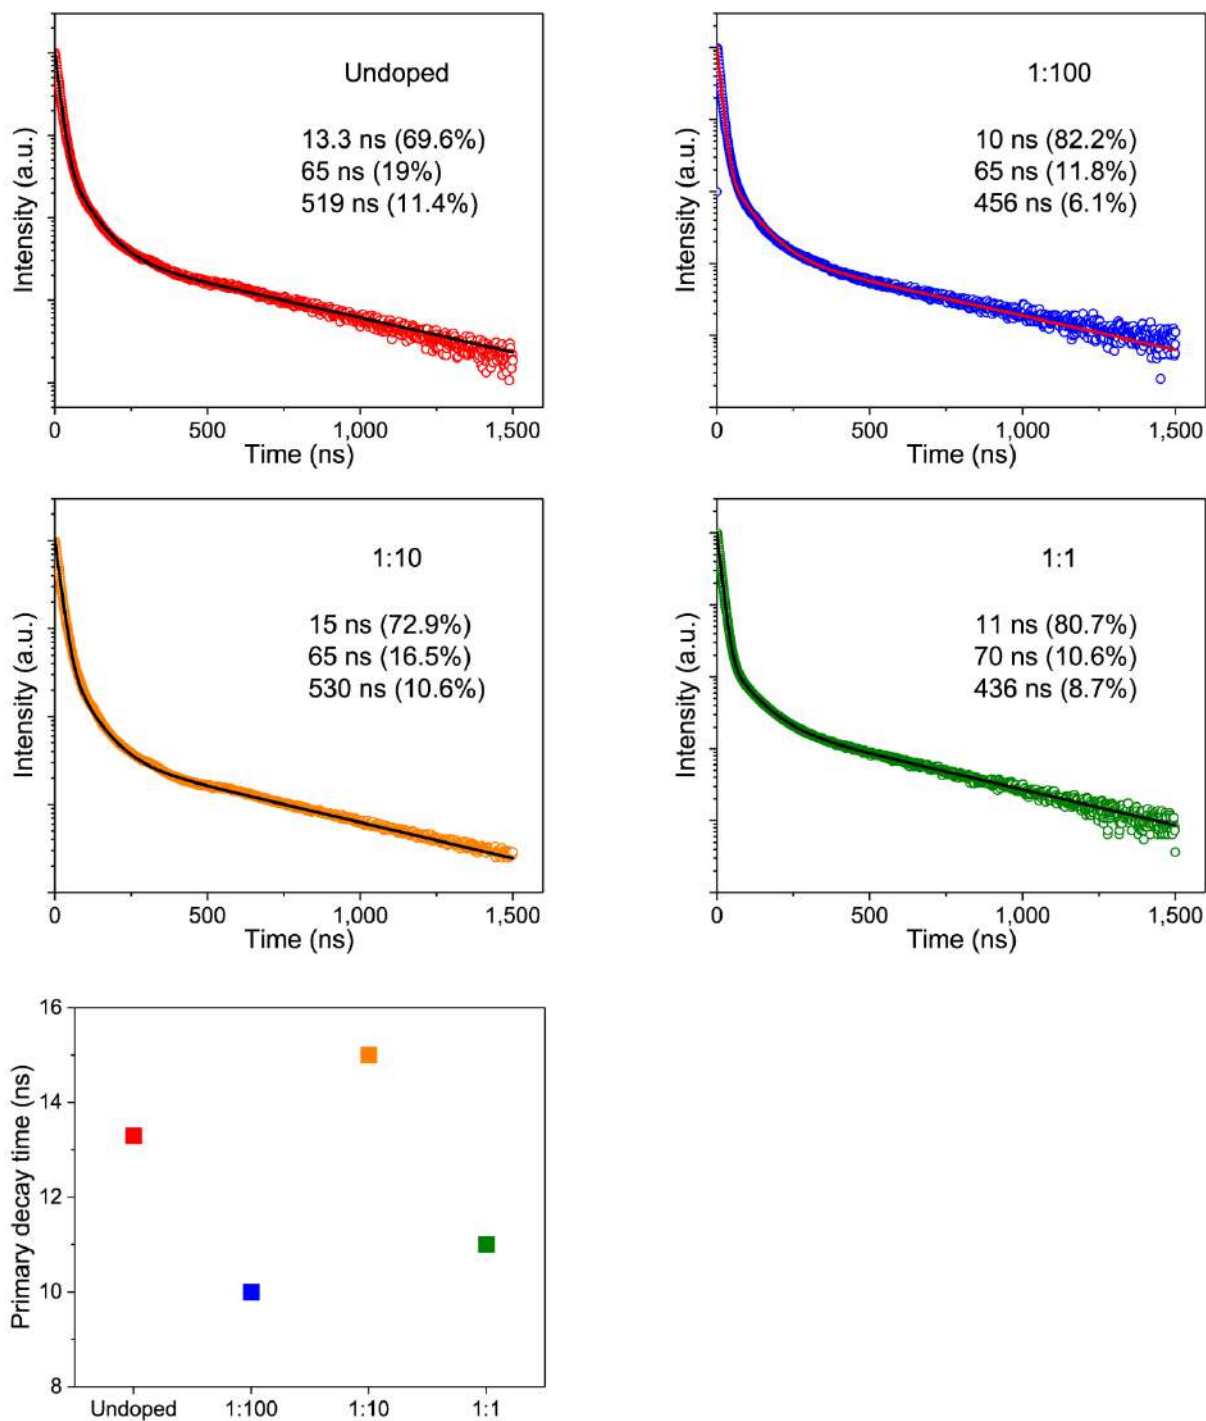 Undoped
13.3 ns (69.6%)
65 ns (19%)
519 ns (11.4%)
Intensity (a.u.)
0 500 1,000 1,500
Time (ns)
1:100
10 ns (82.2%)
65 ns (11.8%)
456 ns (6.1%)
Intensity (a.u.)
0 500 1,000 1,500
Time (ns)
1:10
15 ns (72.9%)
65 ns (16.5%)
530 ns (10.6%)
Intensity (a.u.)
0 500 1,000 1,500
Time (ns)
1:1
11 ns (80.7%)
70 ns (10.6%)
436 ns (8.7%)
Intensity (a.u.)
0 500 1,000 1,500
Time (ns)
Primary decay time (ns)
16
14
12
10
8
Undoped 1:100 1:10 1:1